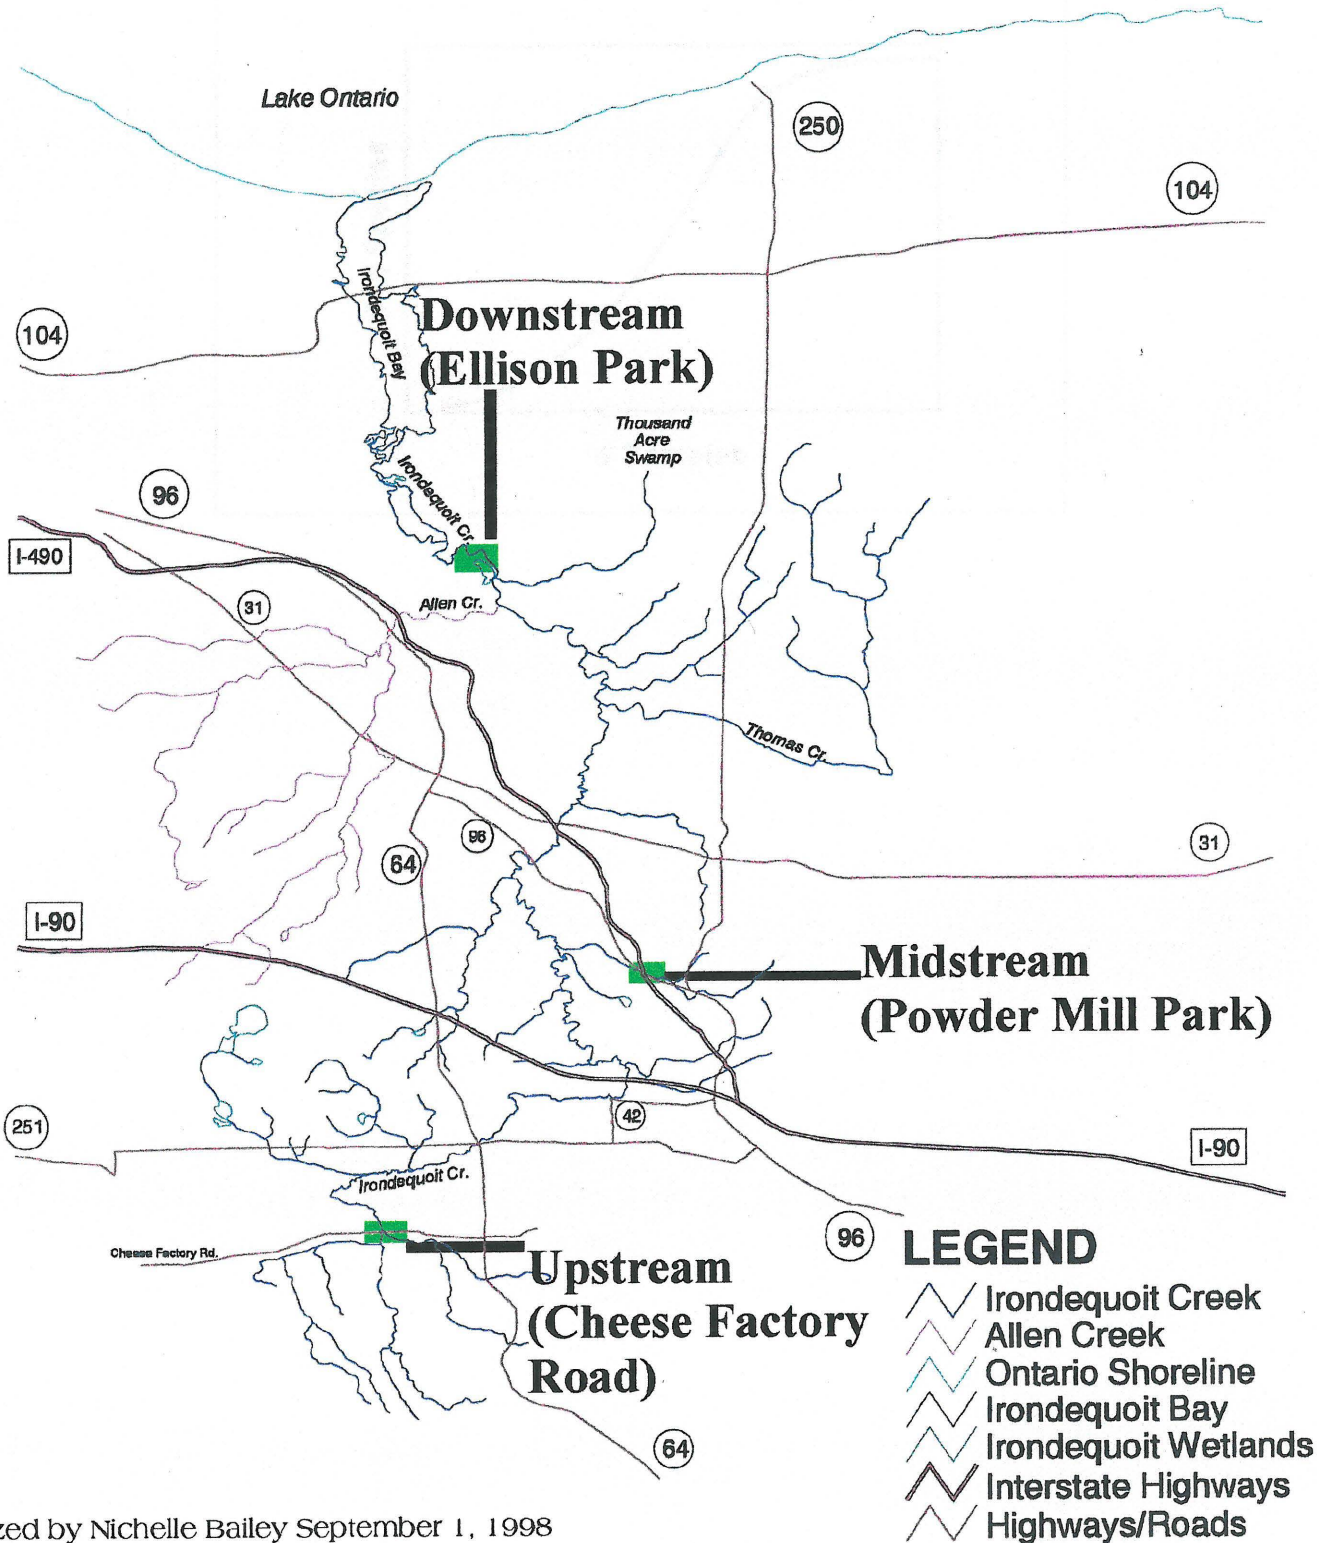 Lake Ontario
250
104
Irondequoit Bay
Downstream
(Ellison Park)
104
Thousand
Acre
Swamp
Irondequoit Cr.
96
I-490
31
Allen Cr.
Thomas Cr.
96
64
31
I-90
Midstream
(Powder Mill Park)
251
42
I-90
Irondequoit Cr.
Cheese Factory Rd.
96
Upstream
(Cheese Factory
Road)
64
LEGEND
Irondequoit Creek
Allen Creek
Ontario Shoreline
Irondequoit Bay
Irondequoit Wetlands
Interstate Highways
Highways/Roads
zed by Nichelle Bailey September 1, 1998